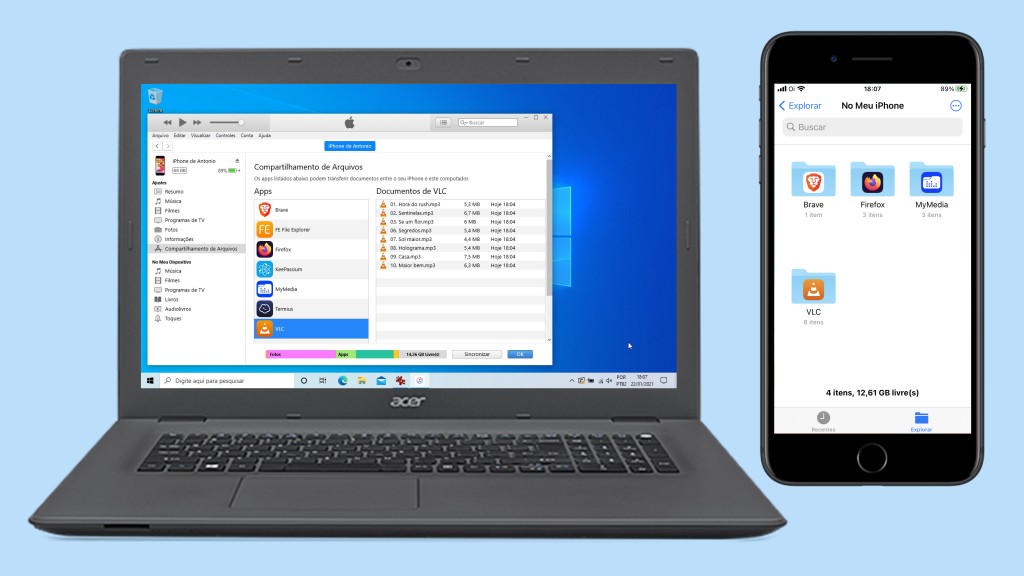 Buscar
Arquivo Editar Visualizar Controles Conta Ajuda
iPhone de Antonio
iPhone de Antonio
64 GB 89%
Ajustes
Resumo
Música
Filmes
Programas de TV
Fotos
Informações
Compartilhamento de Arquivos
No Meu Dispositivo
Música
Filmes
Programas de TV
Livros
Audiolivros
Toques
Compartilhamento de Arquivos
Os apps listados abaixo podem transferir documentos entre o seu iPhone e este computador.
Apps
Brave
FE FE File Explorer
Firefox
KeePassium
MyMedia
Termius
VLC
Documentos de VLC
01. Hora do rush.mp3 5,3 MB Hoje 18:04
02. Sentinelas.mp3 6,7 MB Hoje 18:04
03. Se um flor.mp3 6 MB Hoje 18:04
06. Segredos.mp3 5,4 MB Hoje 18:04
07. Sol maior.mp3 4,4 MB Hoje 18:04
08. Holograma.mp3 5,4 MB Hoje 18:04
09. Casa.mp3 7,5 MB Hoje 18:04
10. Maior bem.mp3 6,3 MB Hoje 18:04
Fotos Apps 14,36 GB Livre(s) Sincronizar OK
Digite aqui para pesquisar
POR 18:07
PTB2 22/01/2021
acer
Oi 18:07 89%
Explorar No Meu iPhone
Buscar
Brave Firefox MyMedia
1 item 3 itens 3 itens
VLC
8 itens
4 itens, 12,61 GB livre(s)
Recentes Explorar